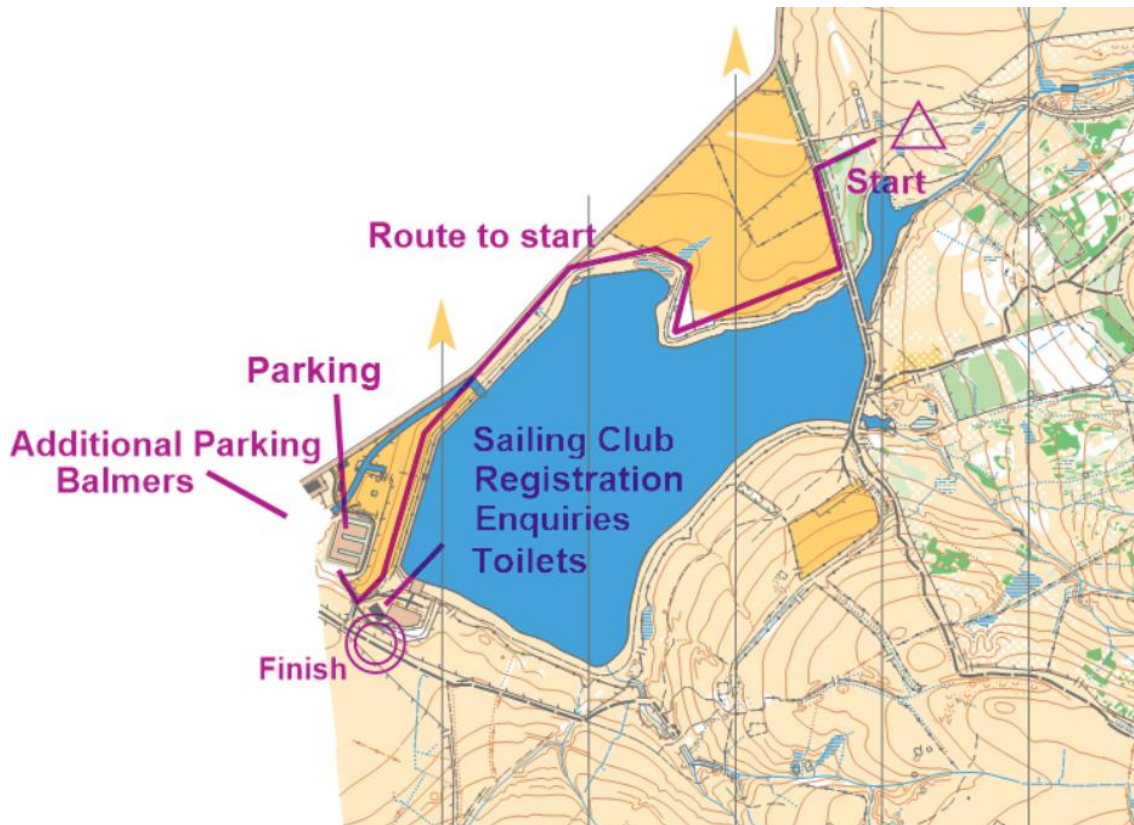 Start
Route to start
Parking
Additional Parking
Balmers
Sailing Club
Registration
Enquiries
Toilets
Finish